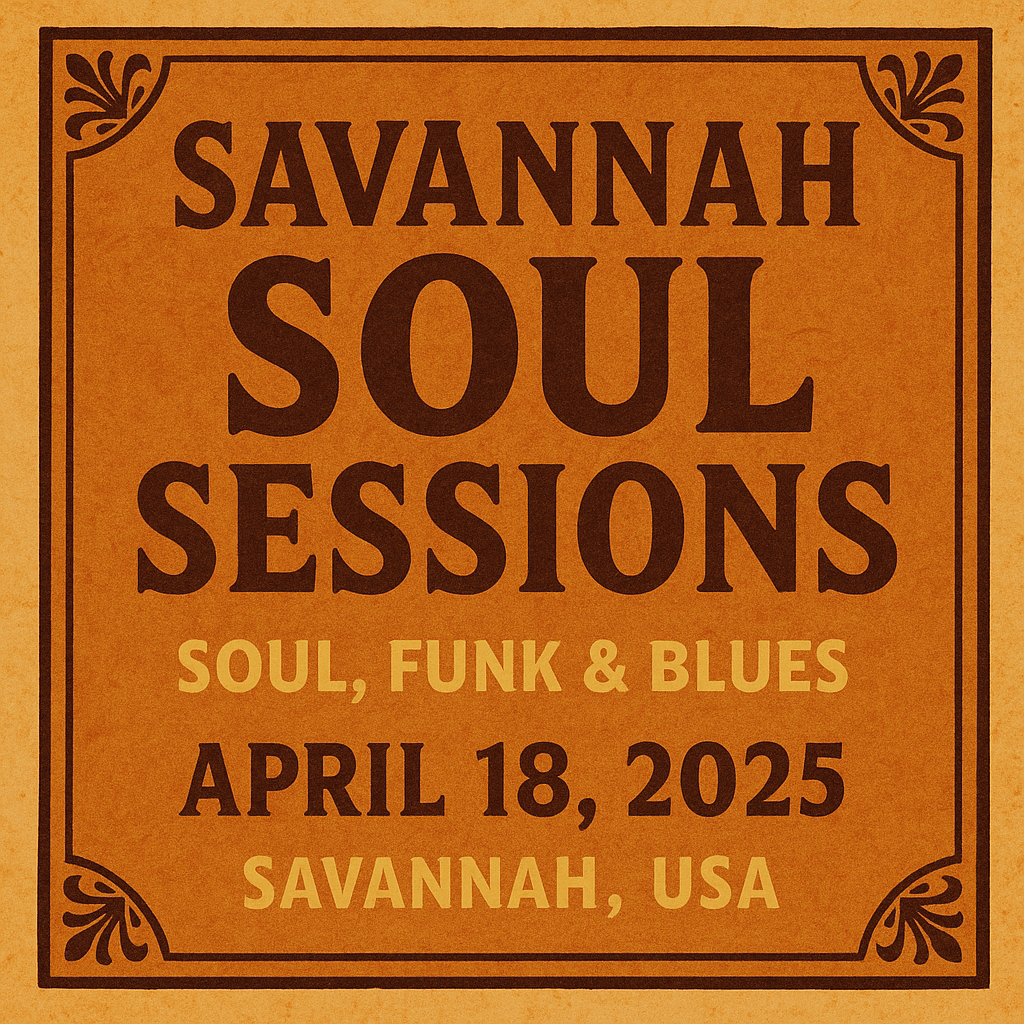 SAVANNAH
SOUL
SESSIONS
SOUL, FUNK & BLUES
APRIL 18, 2025
SAVANNAH, USA